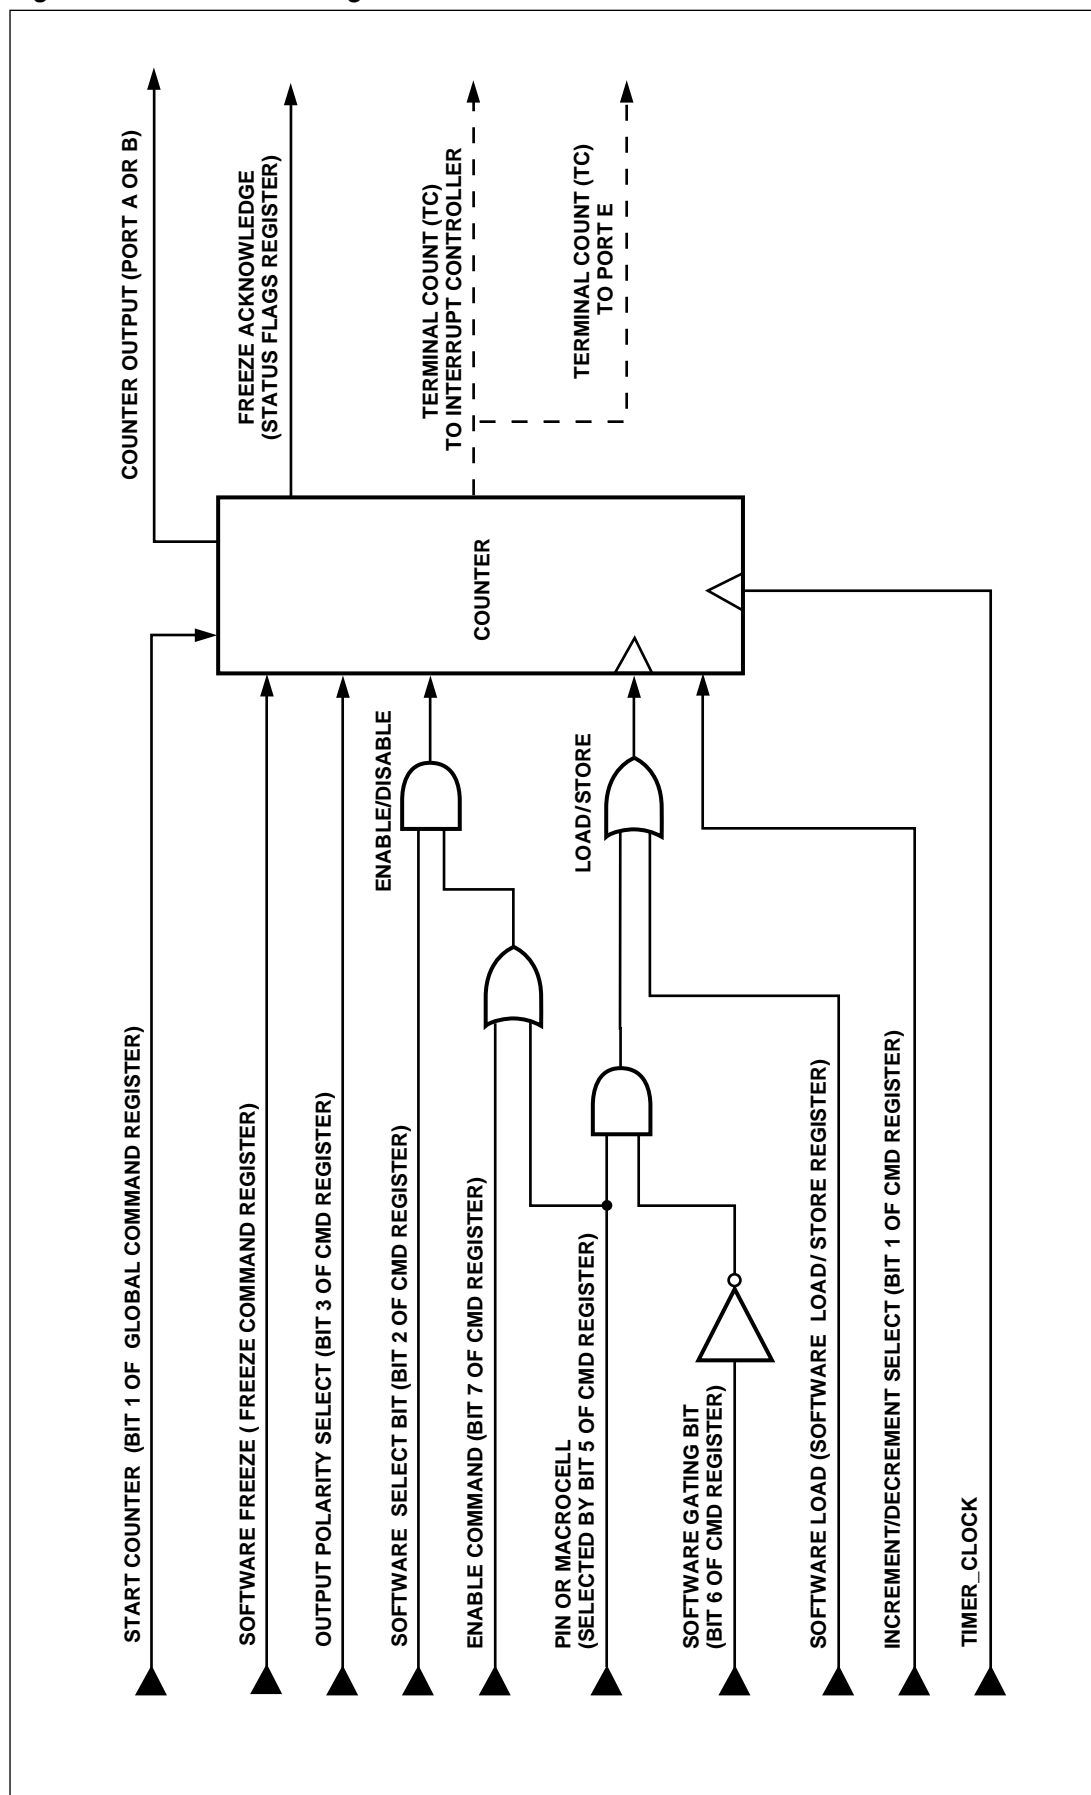 START COUNTER (BIT 1 OF GLOBAL COMMAND REGISTER)
SOFTWARE FREEZE ( FREEZE COMMAND REGISTER)
OUTPUT POLARITY SELECT (BIT 3 OF CMD REGISTER)
SOFTWARE SELECT BIT (BIT 2 OF CMD REGISTER)
ENABLE COMMAND (BIT 7 OF CMD REGISTER)
PIN OR MACROCELL
(SELECTED BY BIT 5 OF CMD REGISTER)
SOFTWARE GATING BIT
(BIT 6 OF CMD REGISTER)
SOFTWARE LOAD (SOFTWARE LOAD/ STORE REGISTER)
INCREMENT/DECREMENT SELECT (BIT 1 OF CMD REGISTER)
TIMER_CLOCK
ENABLE/DISABLE
LOAD/STORE
COUNTER
COUNTER OUTPUT (PORT A OR B)
FREEZE ACKNOWLEDGE
(STATUS FLAGS REGISTER)
TERMINAL COUNT (TC)
TO INTERRUPT CONTROLLER
TERMINAL COUNT (TC)
TO PORT E